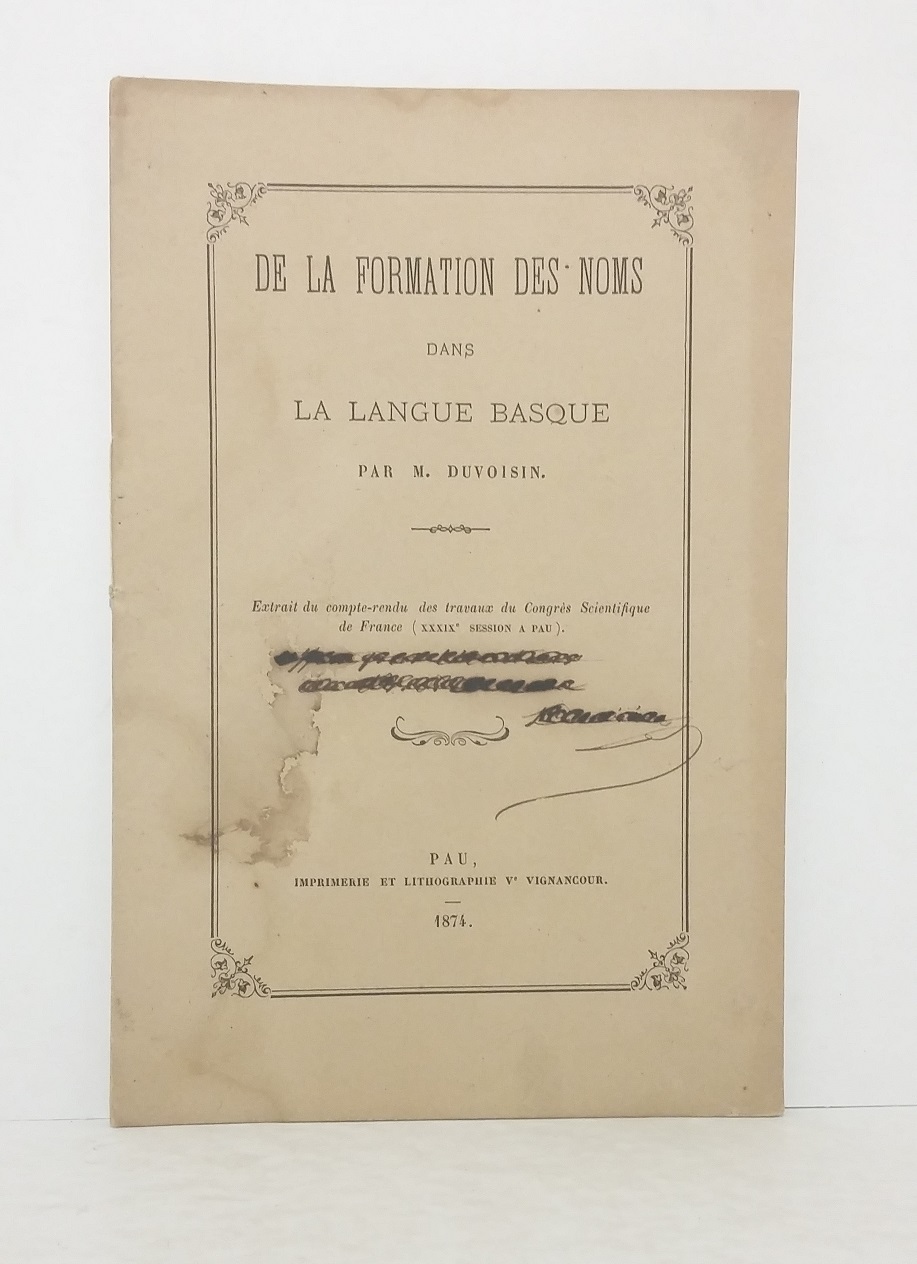 DE LA FORMATION DES NOMS
DANS
LA LANGUE BASQUE
PAR M. DUVOISIN.
Extrait du compte-rendu des travaux du Congrès Scientifique
de France (XXXIXᵉ SESSION A PAU).
PAU,
IMPRIMERIE ET LITHOGRAPHIE Vᵉ VIGNANCOUR.
1874.